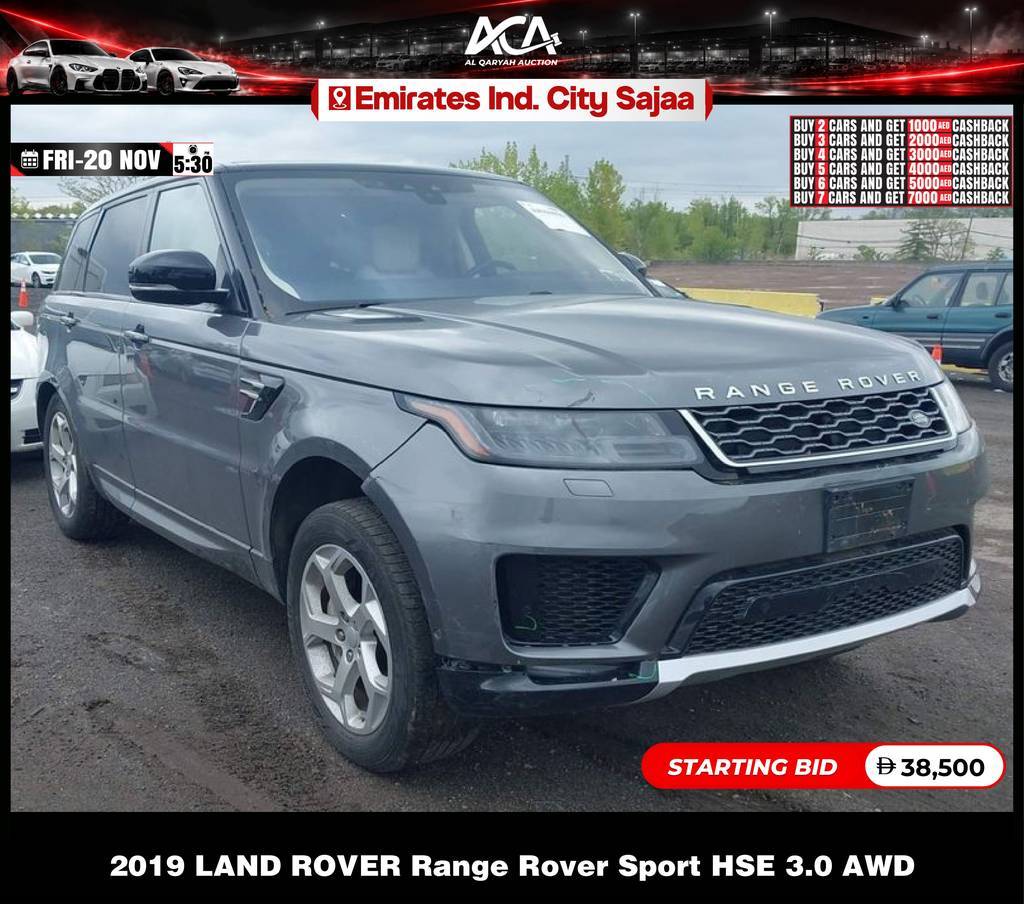 ACA
AL QARYAH AUCTION
Emirates Ind. City Sajaa
FRI-20 NOV
5:30
BUY 2 CARS AND GET 1000 AED CASHBACK
BUY 3 CARS AND GET 2000 AED CASHBACK
BUY 4 CARS AND GET 3000 AED CASHBACK
BUY 5 CARS AND GET 4000 AED CASHBACK
BUY 6 CARS AND GET 5000 AED CASHBACK
BUY 7 CARS AND GET 7000 AED CASHBACK
RANGE ROVER
STARTING BID
38,500
2019 LAND ROVER Range Rover Sport HSE 3.0 AWD